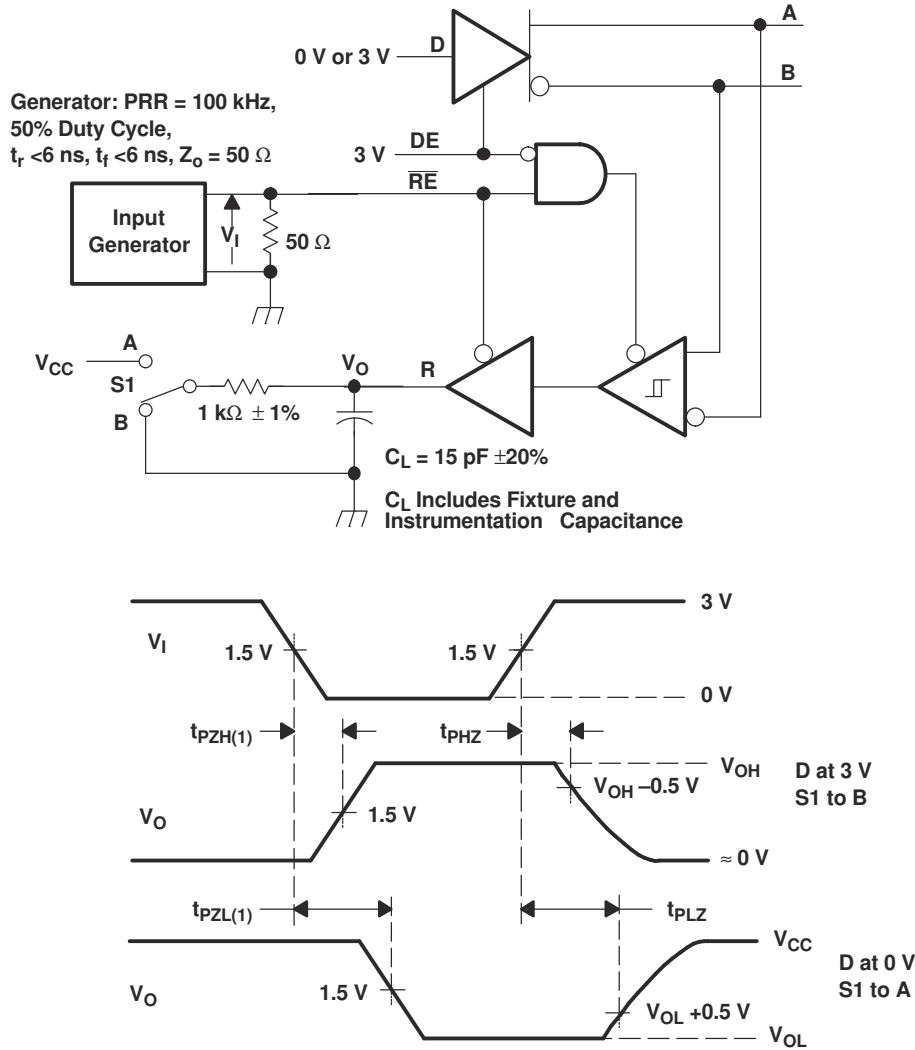 A
D
0 V or 3 V
B
Generator: PRR = 100 kHz,
50% Duty Cycle,
t_r <6 ns, t_f <6 ns, Z_o = 50 Ω
DE
3 V
R̅E̅
Input
Generator
V_I
50 Ω
A
V_CC
S1
B
1 kΩ ± 1%
V_O
R
C_L = 15 pF ±20%
C_L Includes Fixture and
Instrumentation Capacitance
3 V
V_I
1.5 V
1.5 V
0 V
t_PZH(1)
t_PHZ
V_OH
D at 3 V
S1 to B
V_OH –0.5 V
V_O
1.5 V
≈ 0 V
t_PZL(1)
t_PLZ
V_CC
D at 0 V
S1 to A
V_O
1.5 V
V_OL +0.5 V
V_OL